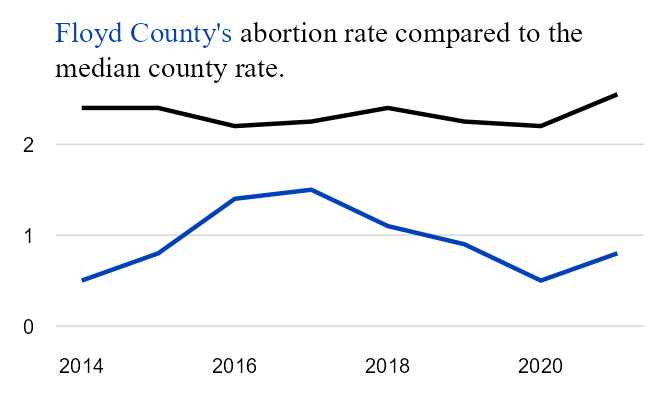 Floyd County's abortion rate compared to the
median county rate.
2
1
0
2014 2016 2018 2020